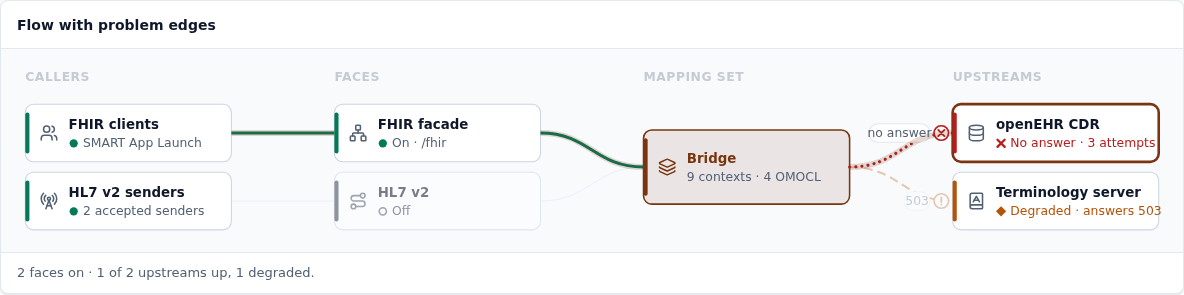 Flow with problem edges
CALLERS
FACES
MAPPING SET
UPSTREAMS
FHIR clients
SMART App Launch
FHIR facade
On · /fhir
no answer
openEHR CDR
No answer · 3 attempts
Bridge
9 contexts · 4 OMOCL
HL7 v2 senders
2 accepted senders
HL7 v2
Off
503
Terminology server
Degraded · answers 503
2 faces on · 1 of 2 upstreams up, 1 degraded.